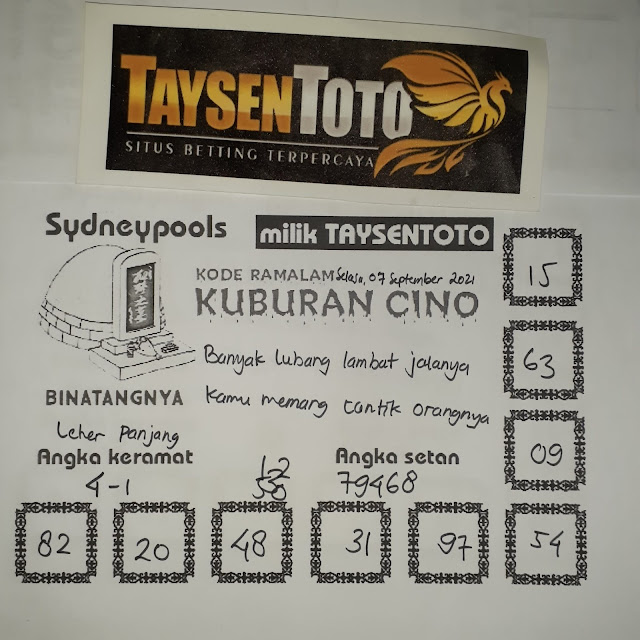 TAYSENTOTO
SITUS BETTING TERPERCAYA
Sydneypools
milik TAYSENTOTO
KODE RAMALAM Selasa, 07 September 2021
KUBURAN CINO
Banyak lubang lambat jalanya
Kamu memang cantik orangnya
BINATANGNYA
Leher Panjang
Angka keramat
4-1
12
Angka setan
79468
15
63
09
54
82
20
48
31
97